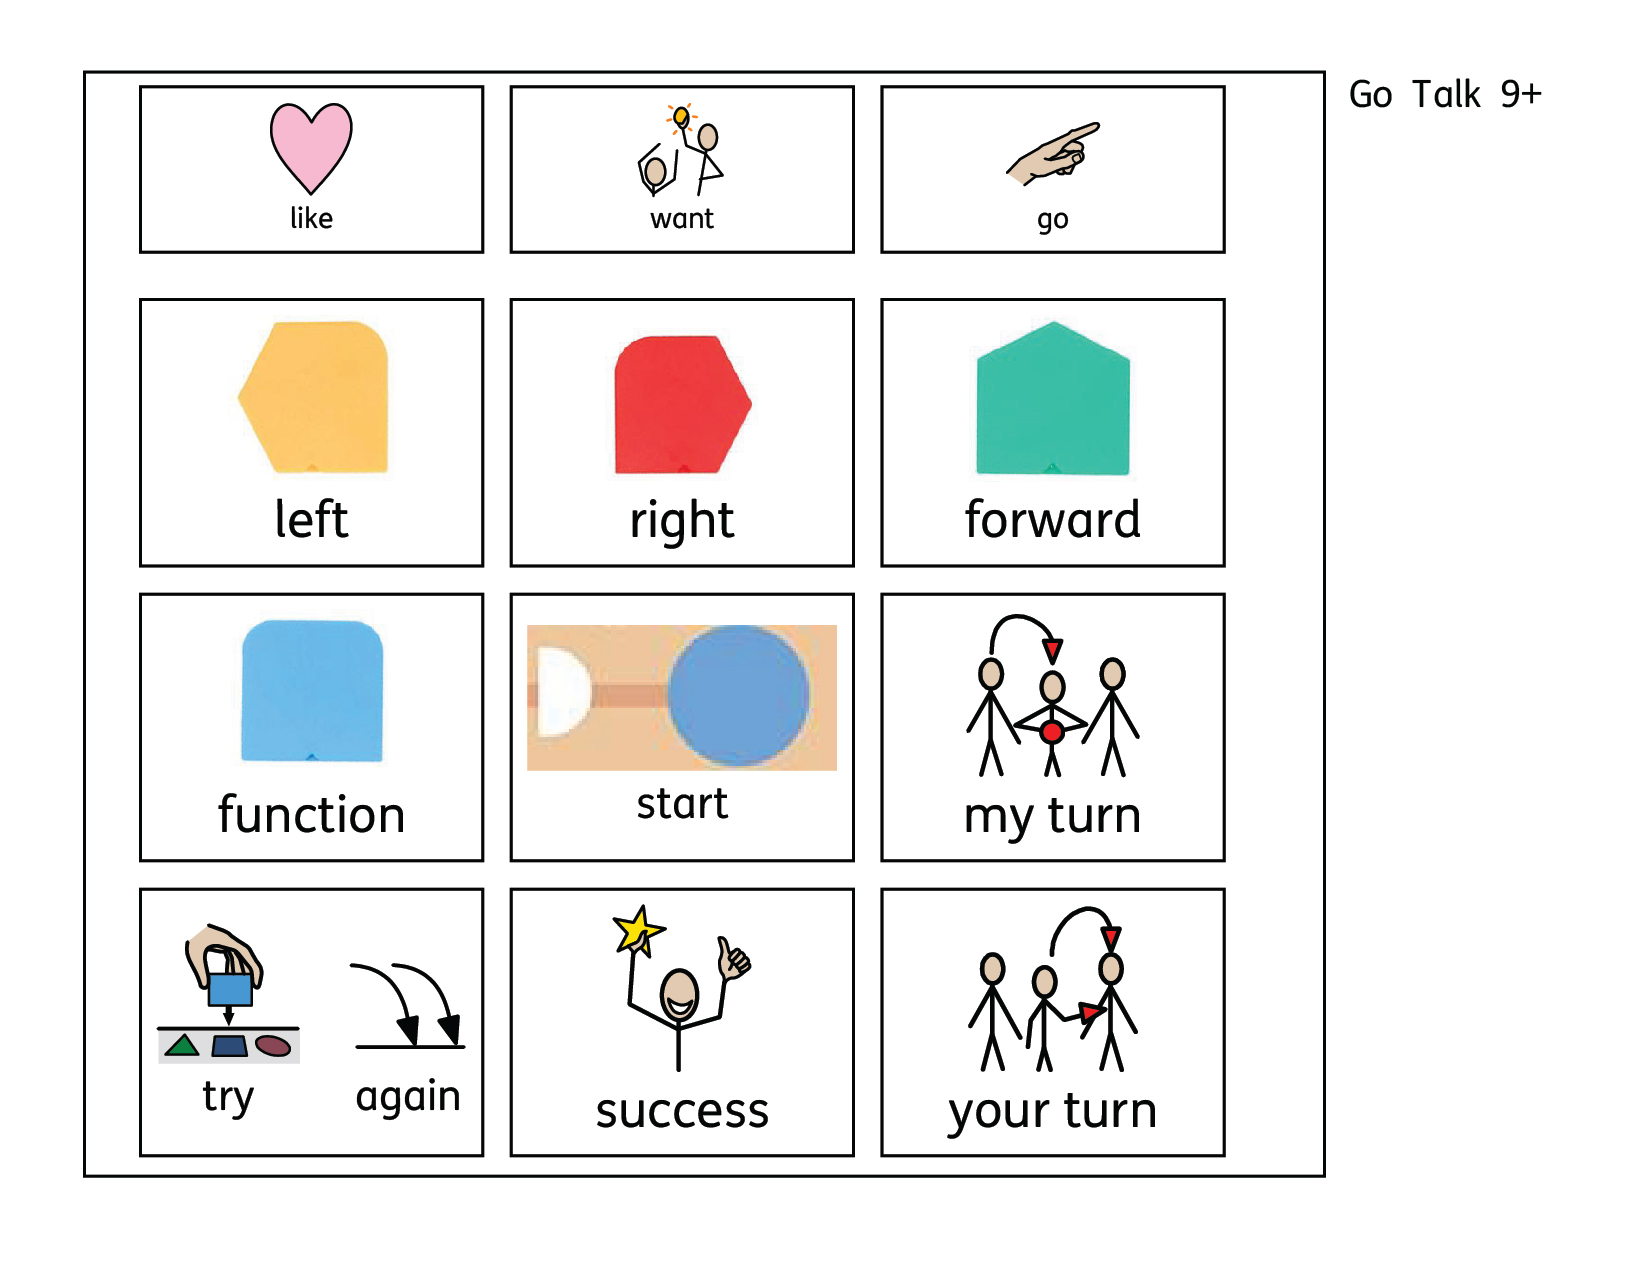 Go Talk 9+
like
want
go
left
right
forward
function
start
my turn
try again
success
your turn